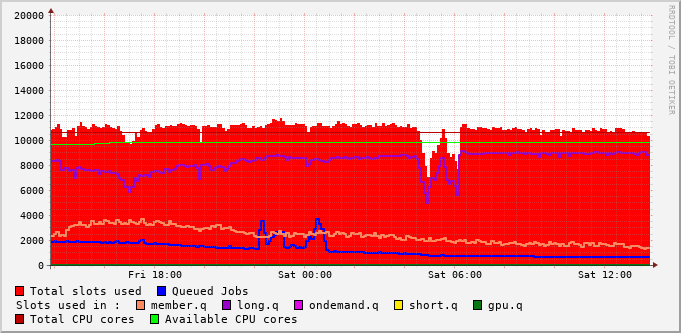 20000
18000
16000
14000
12000
10000
8000
6000
4000
2000
0
Fri 18:00 Sat 00:00 Sat 06:00 Sat 12:00
RRDTOOL / TOBI OETIKER
Total slots used Queued Jobs
Slots used in : member.q long.q ondemand.q short.q gpu.q
Total CPU cores Available CPU cores